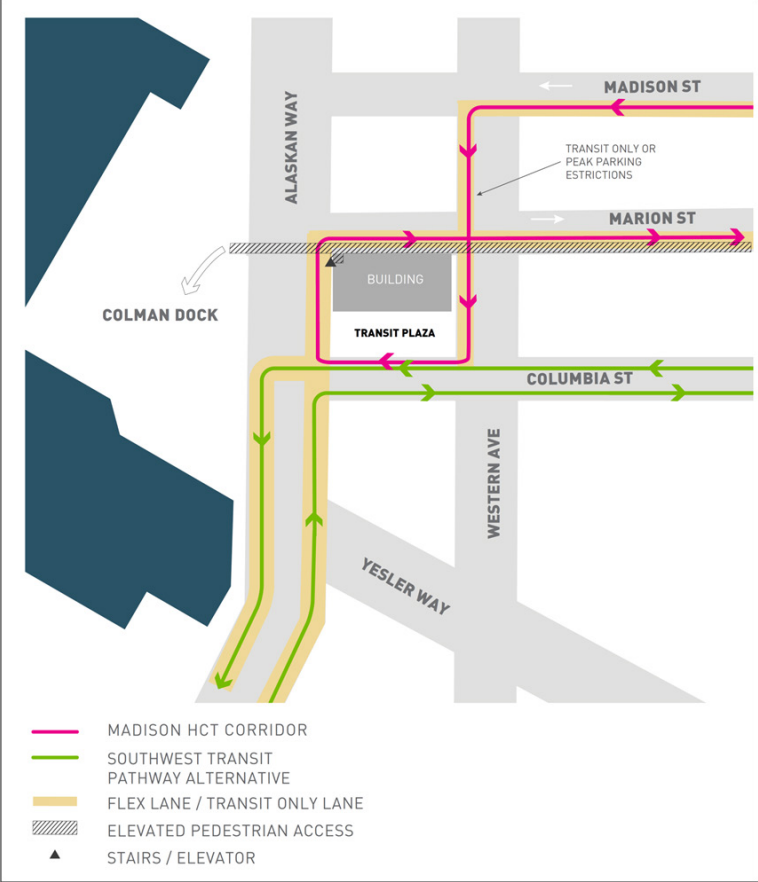 MADISON ST
ALASKAN WAY
TRANSIT ONLY OR
PEAK PARKING
ESTRICTIONS
MARION ST
BUILDING
COLMAN DOCK
TRANSIT PLAZA
COLUMBIA ST
WESTERN AVE
YESLER WAY
MADISON HCT CORRIDOR
SOUTHWEST TRANSIT
PATHWAY ALTERNATIVE
FLEX LANE / TRANSIT ONLY LANE
ELEVATED PEDESTRIAN ACCESS
STAIRS / ELEVATOR